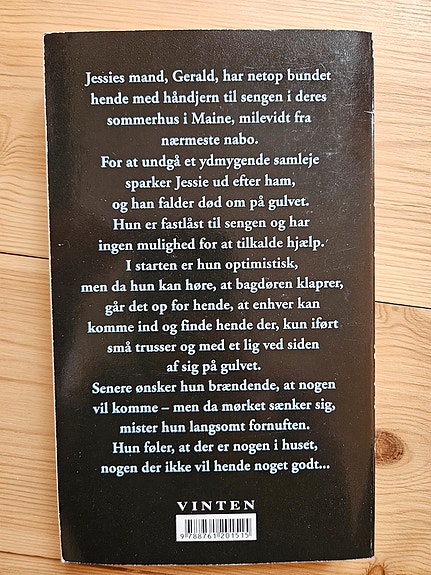 Jessies mand, Gerald, har netop bundet
hende med håndjern til sengen i deres
sommerhus i Maine, milevidt fra
nærmeste nabo.
For at undgå et ydmygende samleje
sparker Jessie ud efter ham,
og han falder død om på gulvet.
Hun er fastlåst til sengen og har
ingen mulighed for at tilkalde hjælp.
I starten er hun optimistisk,
men da hun kan høre, at bagdøren klaprer,
går det op for hende, at enhver kan
komme ind og finde hende der, kun iført
små trusser og med et lig ved siden
af sig på gulvet.
Senere ønsker hun brændende, at nogen
vil komme – men da mørket sænker sig,
mister hun langsomt fornuften.
Hun føler, at der er nogen i huset,
nogen der ikke vil hende noget godt...
VINTEN
9 788761 201515